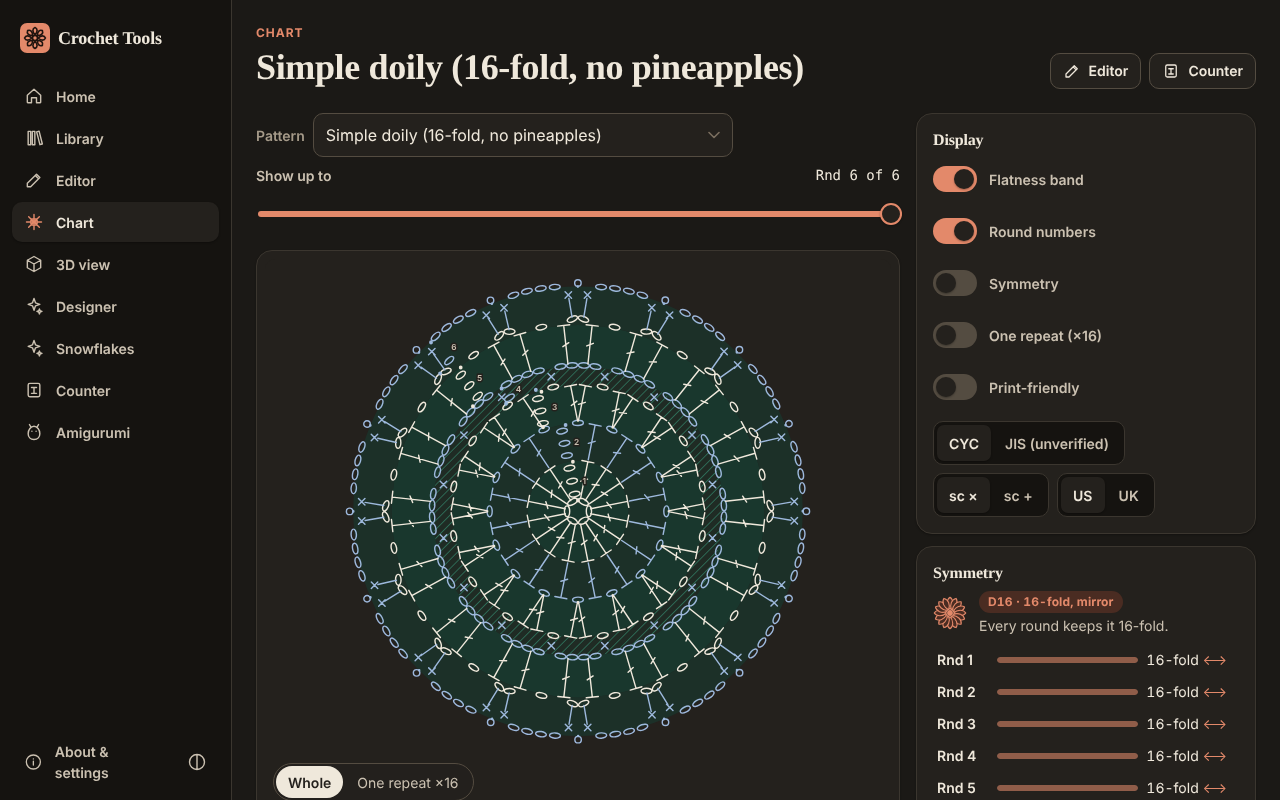 Crochet Tools
Home
Library
Editor
Chart
3D view
Designer
Snowflakes
Counter
Amigurumi
About &
settings
CHART
Simple doily (16-fold, no pineapples)
Editor
Counter
Pattern
Simple doily (16-fold, no pineapples)
Show up to
Rnd 6 of 6
6
5
4
3
2
1
Whole
One repeat ×16
Display
Flatness band
Round numbers
Symmetry
One repeat (×16)
Print-friendly
CYC
JIS (unverified)
sc ×
sc +
US
UK
Symmetry
D16 · 16-fold, mirror
Every round keeps it 16-fold.
Rnd 1 16-fold
Rnd 2 16-fold
Rnd 3 16-fold
Rnd 4 16-fold
Rnd 5 16-fold